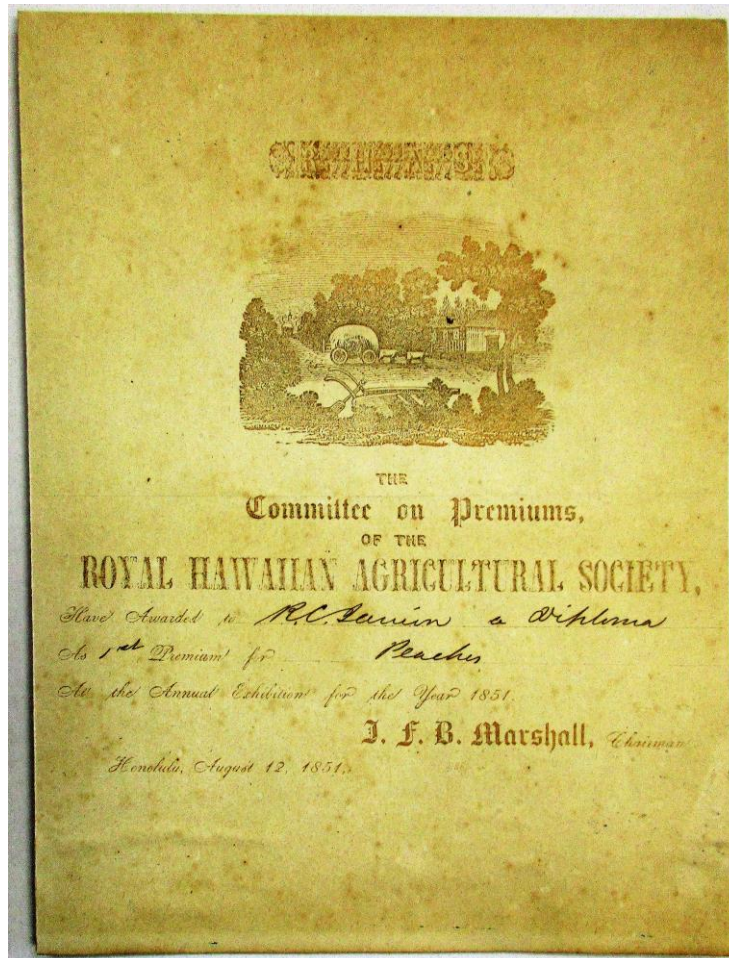 R.H.A.S.
THE
Committee on Premiums,
OF THE
ROYAL HAWAIIAN AGRICULTURAL SOCIETY,
Have Awarded to R.C. a Diploma
As 1st Premium for Peaches
At the Annual Exhibition for the Year 1851.
J. F. B. Marshall, Chairman
Honolulu, August 12, 1851.